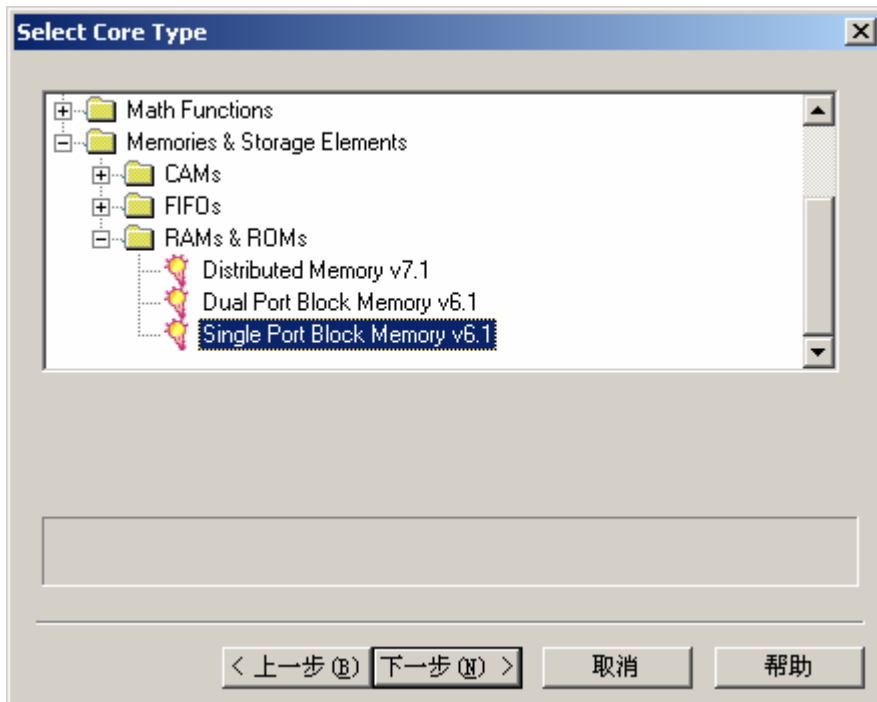 Select Core Type
Math Functions
Memories & Storage Elements
CAMs
FIFOs
RAMs & ROMs
Distributed Memory v7.1
Dual Port Block Memory v6.1
Single Port Block Memory v6.1
< 上一步(B) 下一步(N) > 取消 帮助